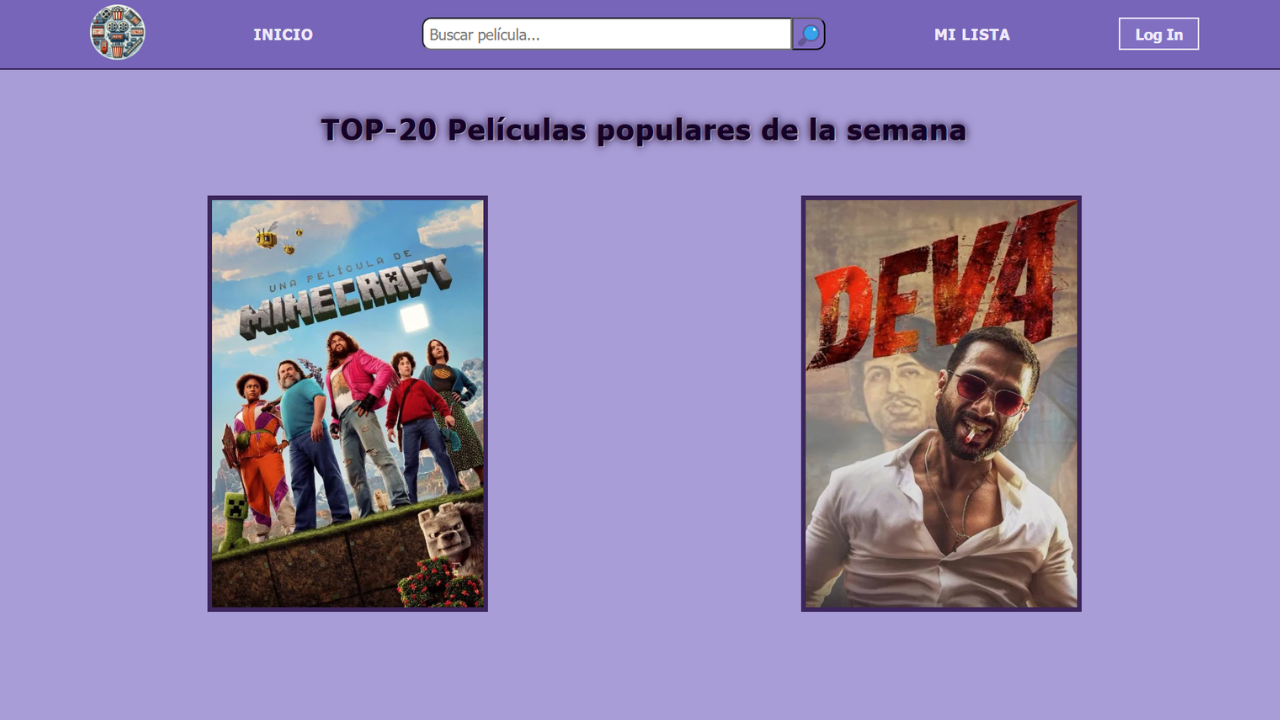 INICIO
Buscar película...
MI LISTA
Log In
TOP-20 Películas populares de la semana
UNA PELÍCULA DE
MINECRAFT
DEVA